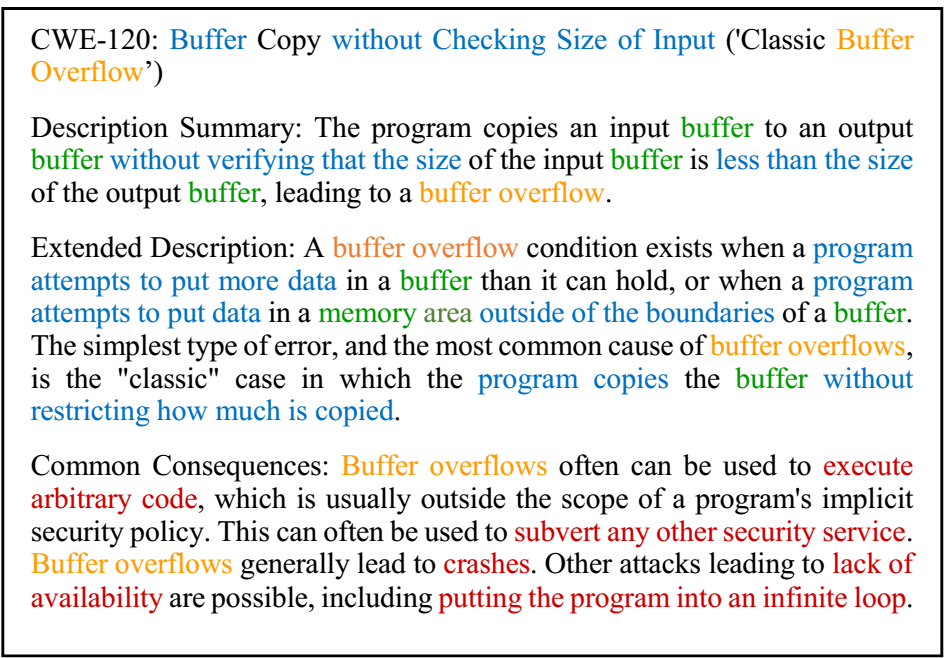 CWE-120: Buffer Copy without Checking Size of Input ('Classic Buffer
Overflow’)
Description Summary: The program copies an input buffer to an output
buffer without verifying that the size of the input buffer is less than the size
of the output buffer, leading to a buffer overflow.
Extended Description: A buffer overflow condition exists when a program
attempts to put more data in a buffer than it can hold, or when a program
attempts to put data in a memory area outside of the boundaries of a buffer.
The simplest type of error, and the most common cause of buffer overflows,
is the "classic" case in which the program copies the buffer without
restricting how much is copied.
Common Consequences: Buffer overflows often can be used to execute
arbitrary code, which is usually outside the scope of a program's implicit
security policy. This can often be used to subvert any other security service.
Buffer overflows generally lead to crashes. Other attacks leading to lack of
availability are possible, including putting the program into an infinite loop.